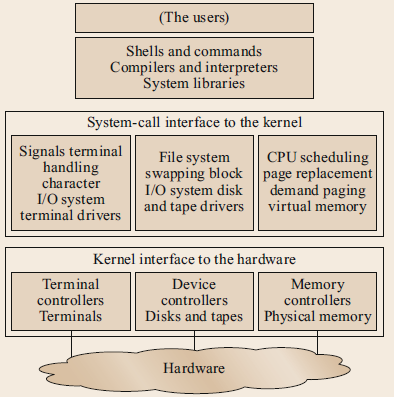 (The users)
Shells and commands
Compilers and interpreters
System libraries
System-call interface to the kernel
Signals terminal
handling
character
I/O system
terminal drivers
File system
swapping block
I/O system disk
and tape drivers
CPU scheduling
page replacement
demand paging
virtual memory
Kernel interface to the hardware
Terminal
controllers
Terminals
Device
controllers
Disks and tapes
Memory
controllers
Physical memory
Hardware